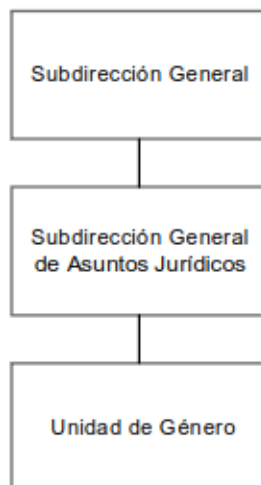 Subdirección General
Subdirección General
de Asuntos Jurídicos
Unidad de Género